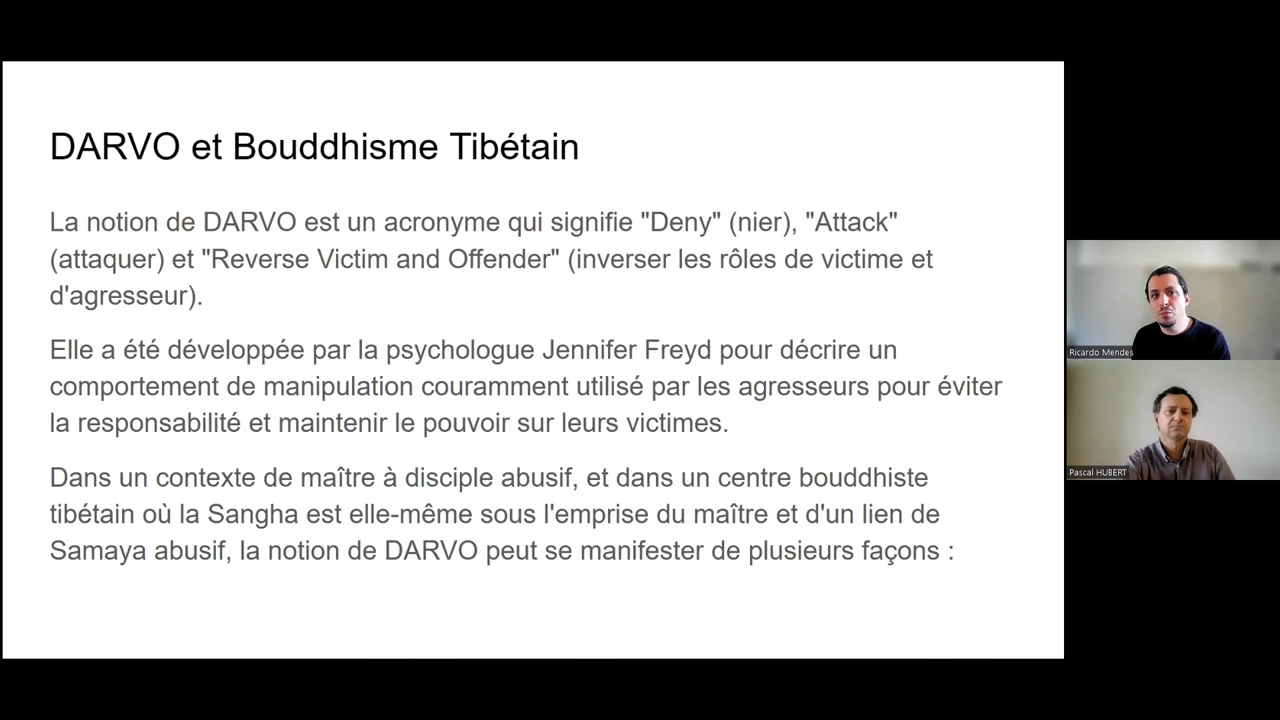 DARVO et Bouddhisme Tibétain
La notion de DARVO est un acronyme qui signifie "Deny" (nier), "Attack"
(attaquer) et "Reverse Victim and Offender" (inverser les rôles de victime et
d'agresseur).
Elle a été développée par la psychologue Jennifer Freyd pour décrire un
comportement de manipulation couramment utilisé par les agresseurs pour éviter
la responsabilité et maintenir le pouvoir sur leurs victimes.
Dans un contexte de maître à disciple abusif, et dans un centre bouddhiste
tibétain où la Sangha est elle-même sous l'emprise du maître et d'un lien de
Samaya abusif, la notion de DARVO peut se manifester de plusieurs façons :
Ricardo Mendes
Pascal HUBERT